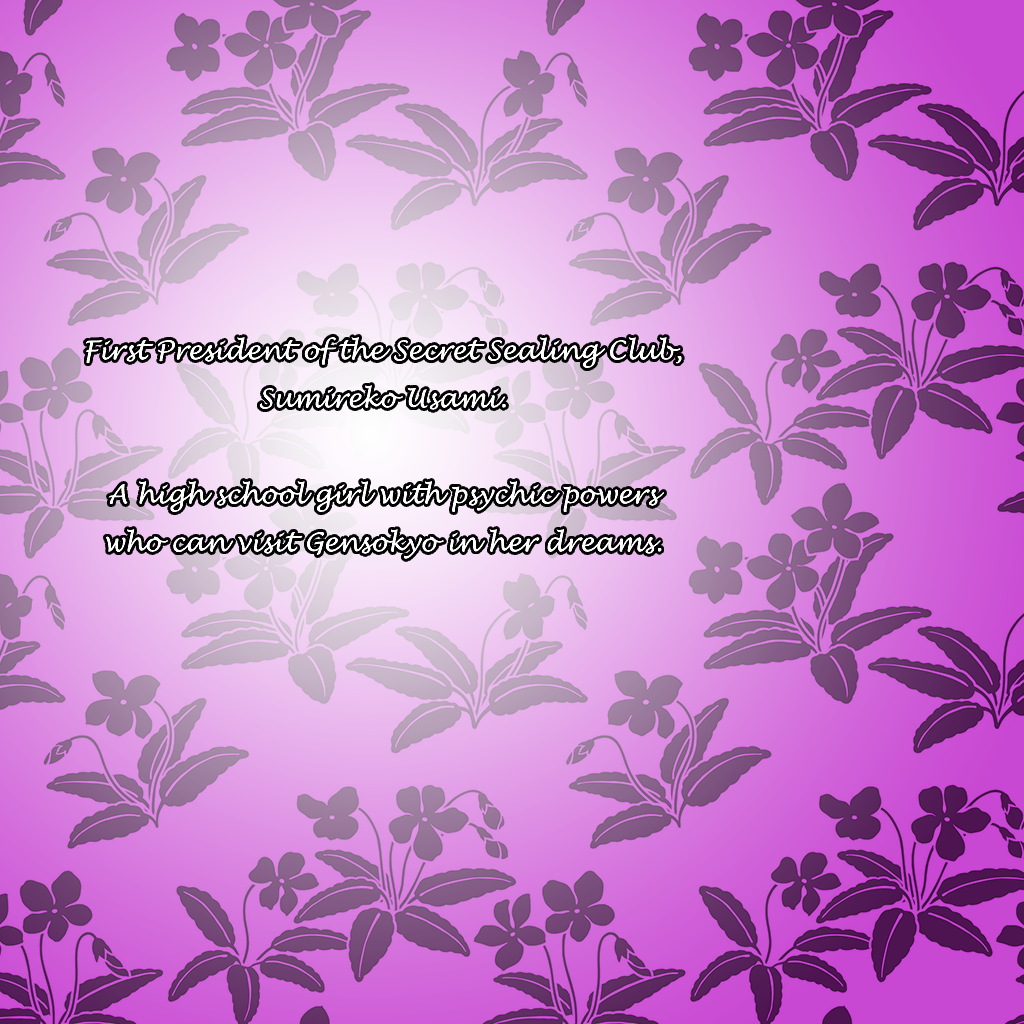 First President of the Secret Sealing Club,
Sumireko Usami.
A high school girl with psychic powers
who can visit Gensokyo in her dreams.